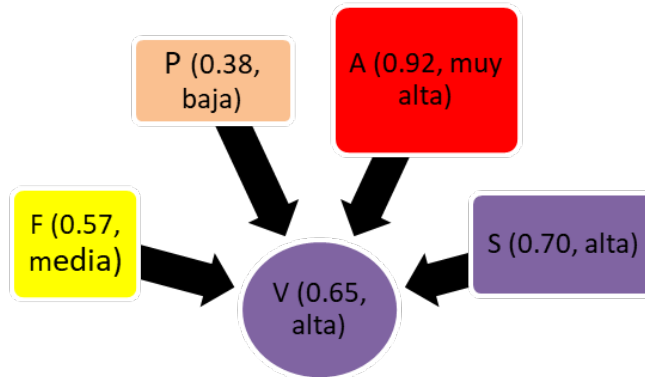 P (0.38,
baja)
A (0.92, muy
alta)
F (0.57,
media)
S (0.70, alta)
V (0.65,
alta)